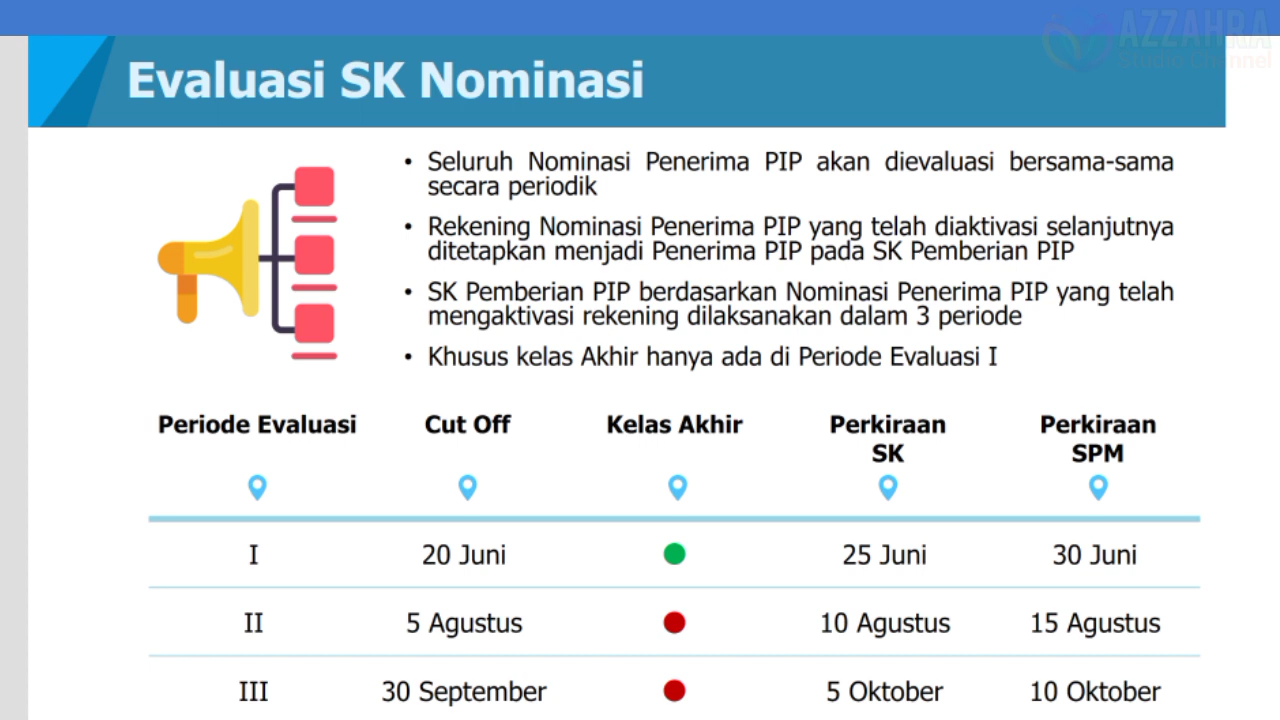 AZZAHRA
Studio Channel
Evaluasi SK Nominasi
• Seluruh Nominasi Penerima PIP akan dievaluasi bersama-sama
secara periodik
• Rekening Nominasi Penerima PIP yang telah diaktivasi selanjutnya
ditetapkan menjadi Penerima PIP pada SK Pemberian PIP
• SK Pemberian PIP berdasarkan Nominasi Penerima PIP yang telah
mengaktivasi rekening dilaksanakan dalam 3 periode
• Khusus kelas Akhir hanya ada di Periode Evaluasi I
Periode Evaluasi Cut Off Kelas Akhir Perkiraan Perkiraan
SK SPM
I 20 Juni 25 Juni 30 Juni
II 5 Agustus 10 Agustus 15 Agustus
III 30 September 5 Oktober 10 Oktober